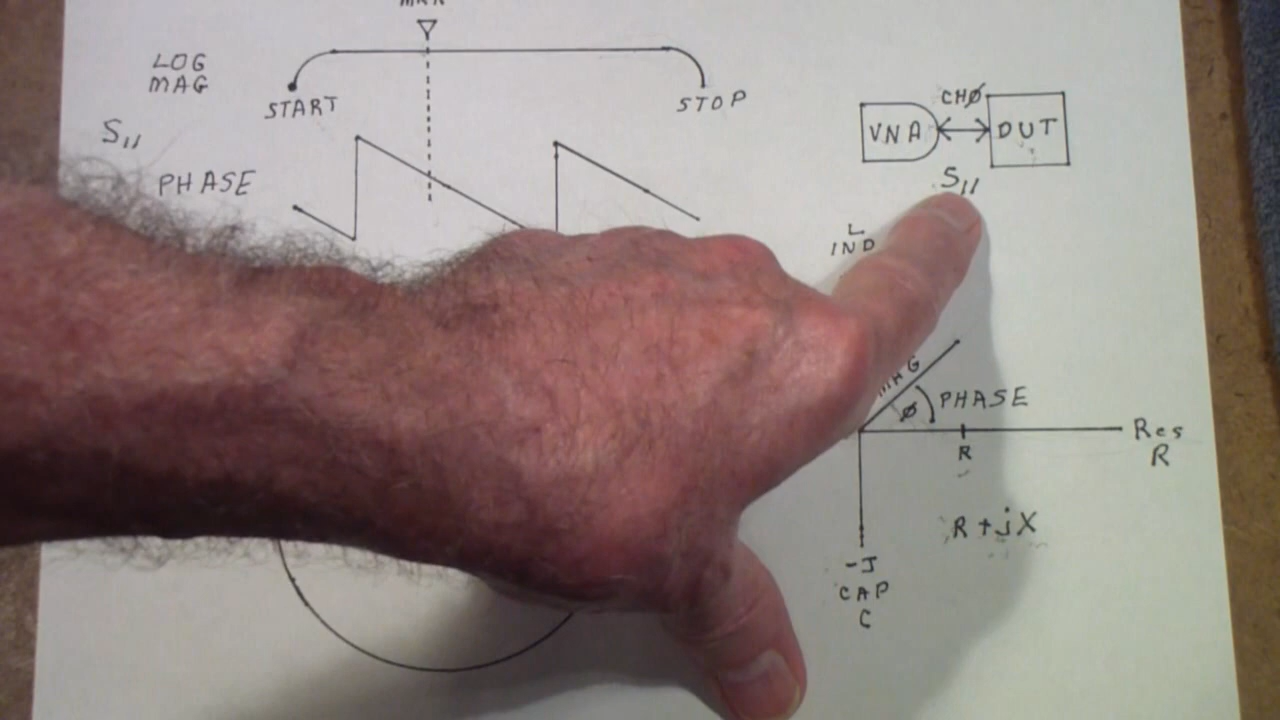 MKR
LOG
MAG
START
STOP
S11
PHASE
CHØ
VNA
DUT
S11
L
IND
MAG
Ø
PHASE
R
Res
R
R+jX
-J
CAP
C